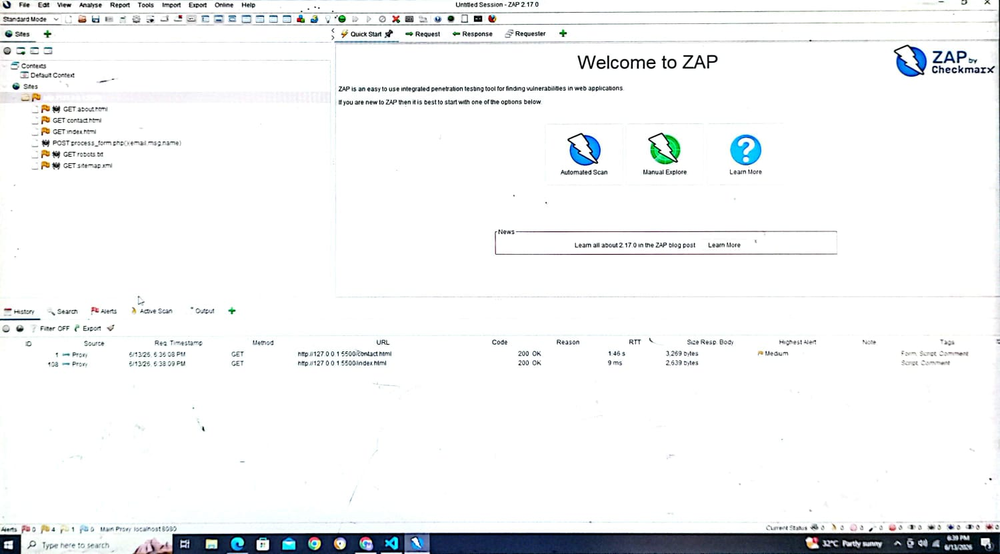 File Edit View Analyse Report Tools Import Export Online Help
Untitled Session - ZAP 2.17.0
Standard Mode
Sites
Quick Start Request Response Requester
Contexts
Default Context
Sites
GET about.html
GET contact.html
GET index.html
POST process_form.php()(email,msg,name)
GET robots.txt
GET sitemap.xml
Welcome to ZAP
ZAP by
Checkmarx
ZAP is an easy to use integrated penetration testing tool for finding vulnerabilities in web applications.
If you are new to ZAP then it is best to start with one of the options below.
Automated Scan Manual Explore Learn More
News
Learn all about 2.17.0 in the ZAP blog post Learn More
History Search Alerts Active Scan Output
Filter OFF Export
ID Source Req. Timestamp Method URL Code Reason RTT Size Resp. Body Highest Alert Note Tags
1 Proxy 6/13/26, 6:36:08 PM GET http://127.0.0.1:5500/contact.html 200 OK 1.46 s 3,269 bytes Medium Form, Script, Comment
108 Proxy 6/13/26, 6:38:09 PM GET http://127.0.0.1:5500/index.html 200 OK 9 ms 2,639 bytes Script, Comment
Alerts 0 4 1 0 Main Proxy: localhost:8080
Current Status 0 0 0 0 0 0 0 0 0 0
Type here to search
32°C Partly sunny
6:39 PM
6/13/2026